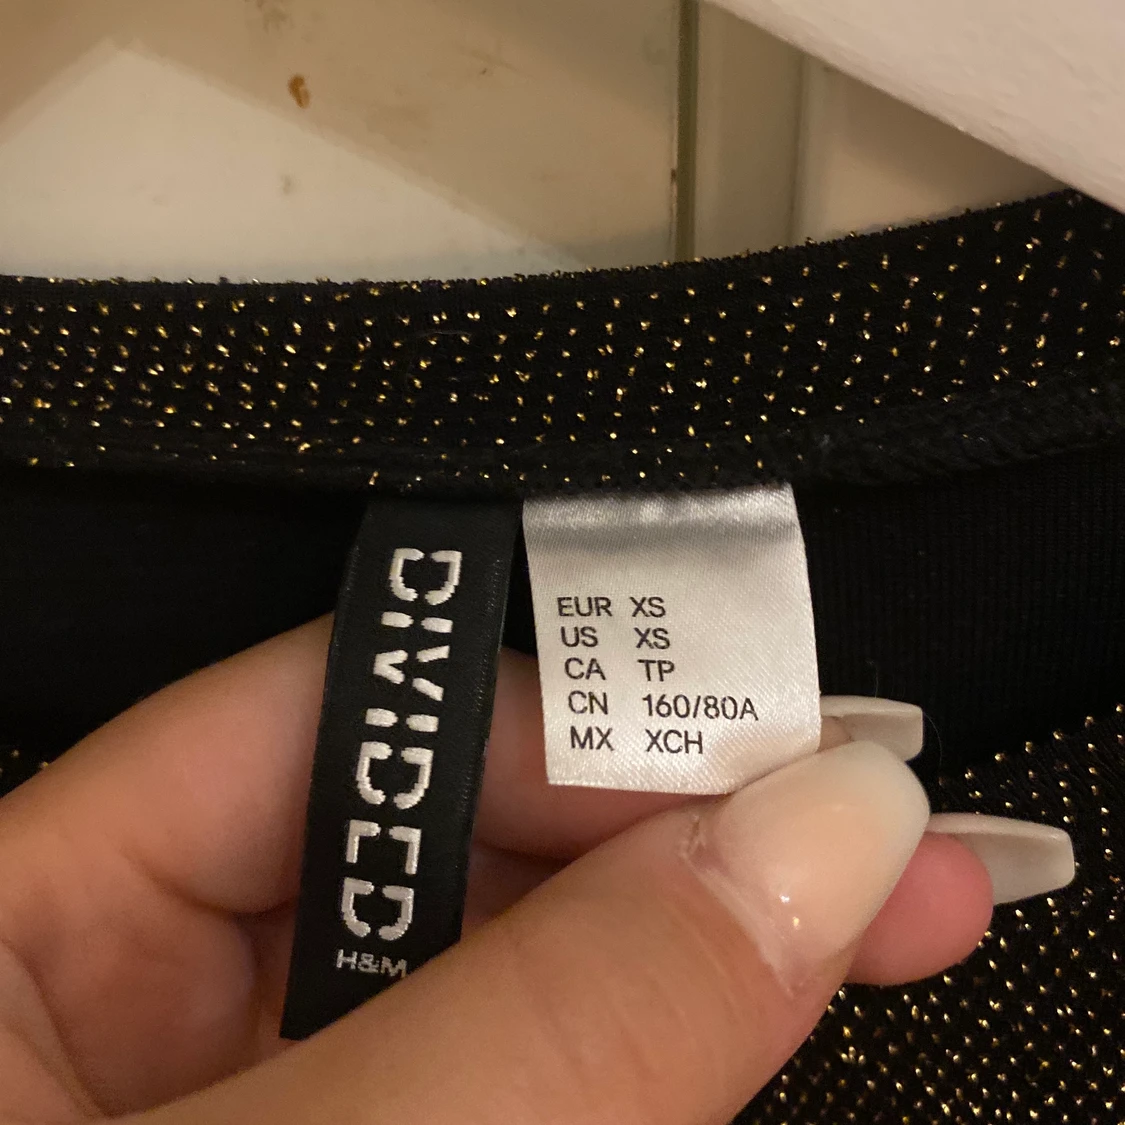 DIVIDED
H&M
EUR XS
US XS
CA TP
CN 160/80A
MX XCH